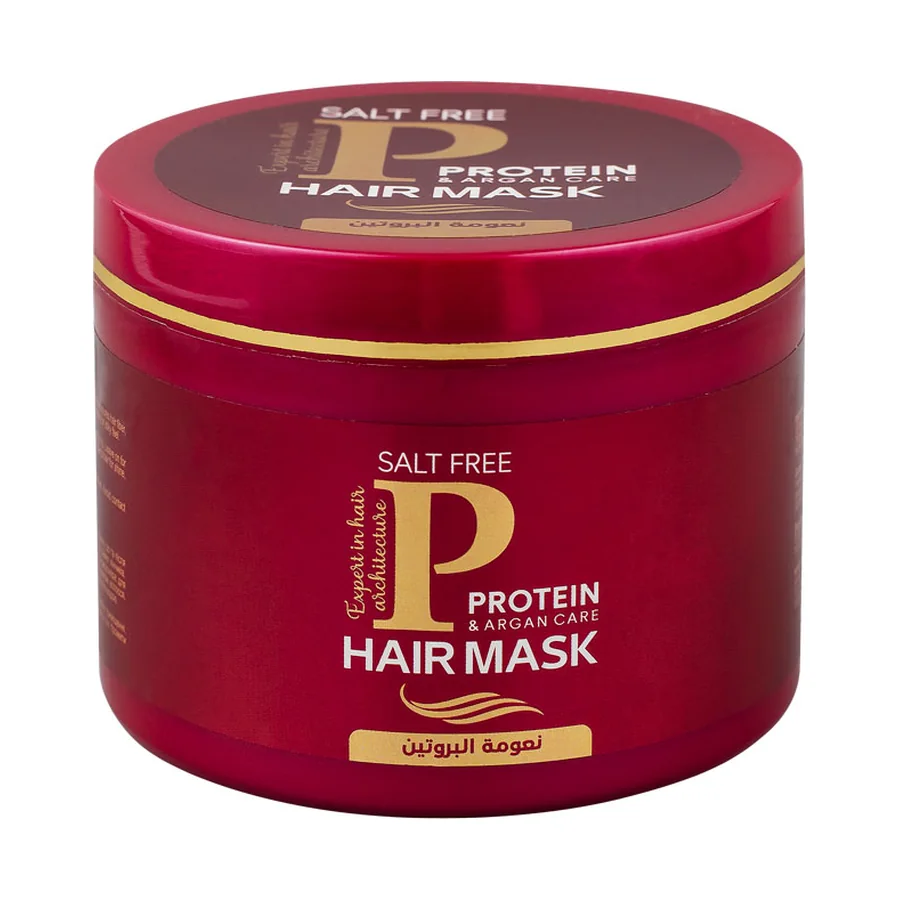 SALT FREE
Expert in hair
architecture
P
PROTEIN
& ARGAN CARE
HAIR MASK
نعومة البروتين
SALT FREE
Expert in hair
architecture
P
PROTEIN
& ARGAN CARE
HAIR MASK
نعومة البروتين